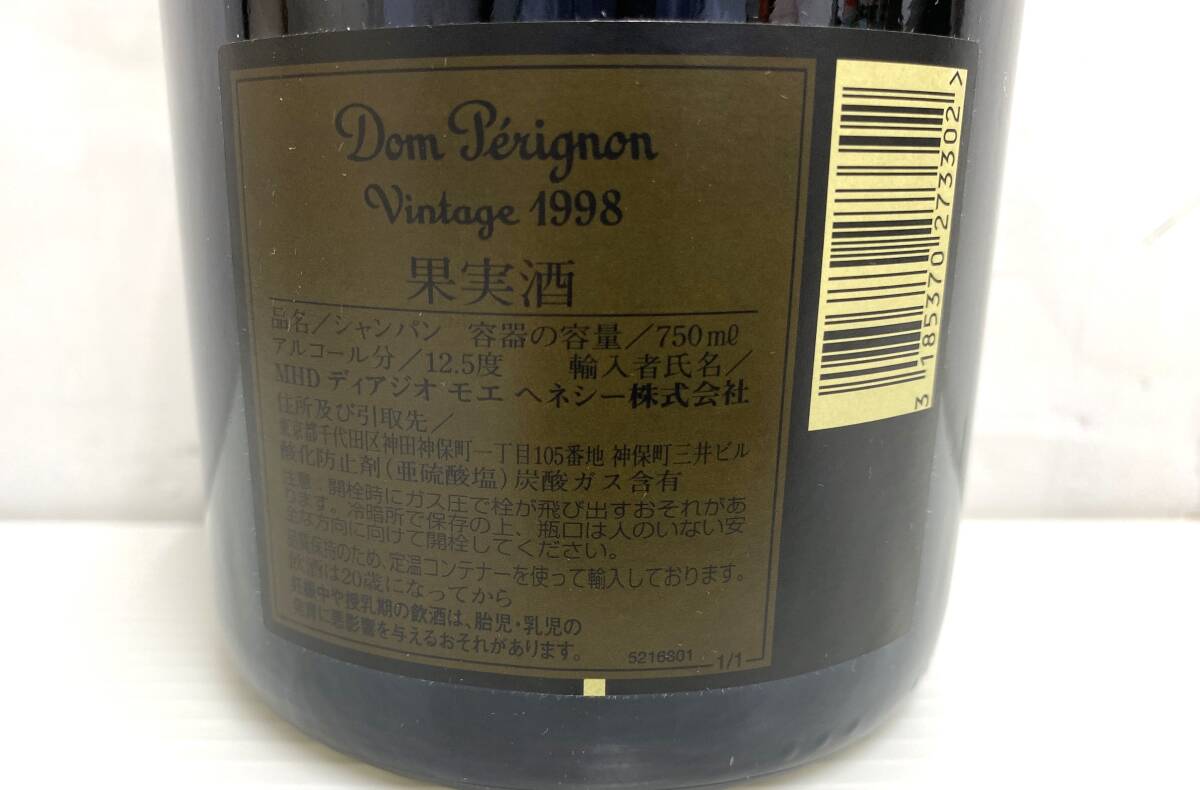 Dom Pérignon
Vintage 1998
果実酒
品名/シャンパン 容器の容量/750㎖
アルコール分/12.5度 輸入者氏名/
MHD ディアジオ モエ ヘネシー株式会社
住所及び引取先/
東京都千代田区神田神保町一丁目105番地 神保町三井ビル
酸化防止剤(亜硫酸塩)炭酸ガス含有
注意、開栓時にガス圧で栓が飛び出すおそれがあ
ります。冷暗所で保存の上、瓶口は人のいない安
全な方向に向けて開栓してください。
品質保持のため、定温コンテナーを使って輸入しております。
飲酒は20歳になってから
妊娠中や授乳期の飲酒は、胎児・乳児の
発育に悪影響を与えるおそれがあります。
5216801
1/1
3 185370 273302 >